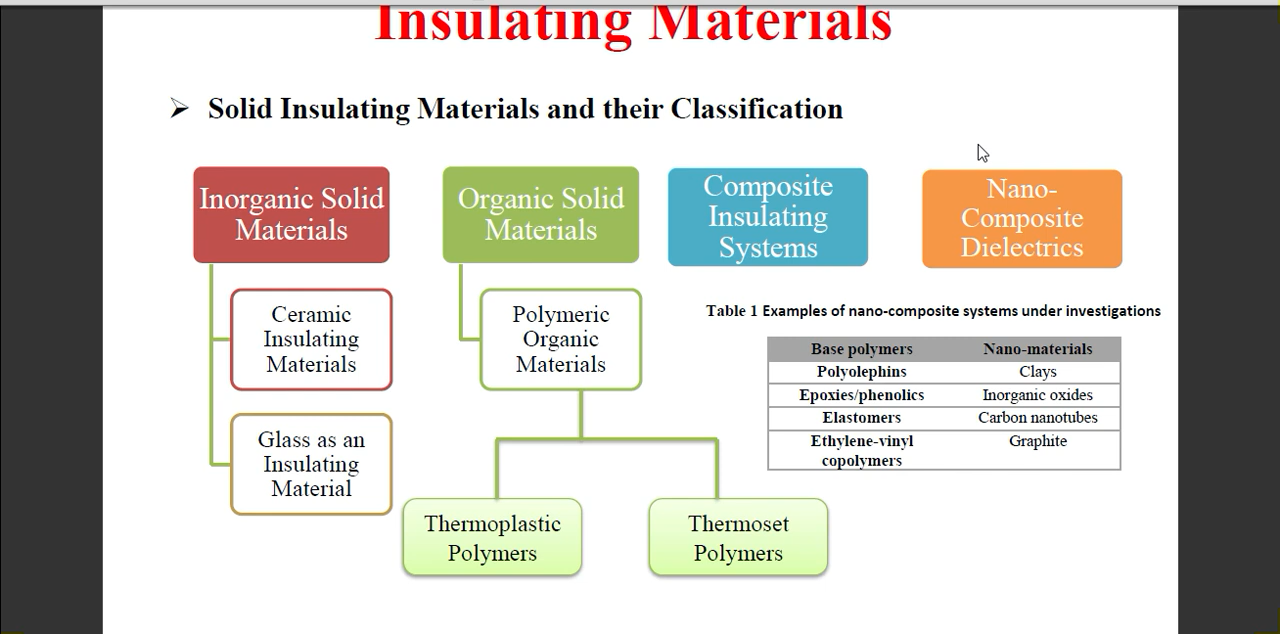 Insulating Materials
➢ Solid Insulating Materials and their Classification
Inorganic Solid
Materials
Organic Solid
Materials
Composite
Insulating
Systems
Nano-
Composite
Dielectrics
Ceramic
Insulating
Materials
Polymeric
Organic
Materials
Glass as an
Insulating
Material
Thermoplastic
Polymers
Thermoset
Polymers
Table 1 Examples of nano-composite systems under investigations
Base polymers Nano-materials
Polyolephins Clays
Epoxies/phenolics Inorganic oxides
Elastomers Carbon nanotubes
Ethylene-vinyl Graphite
copolymers